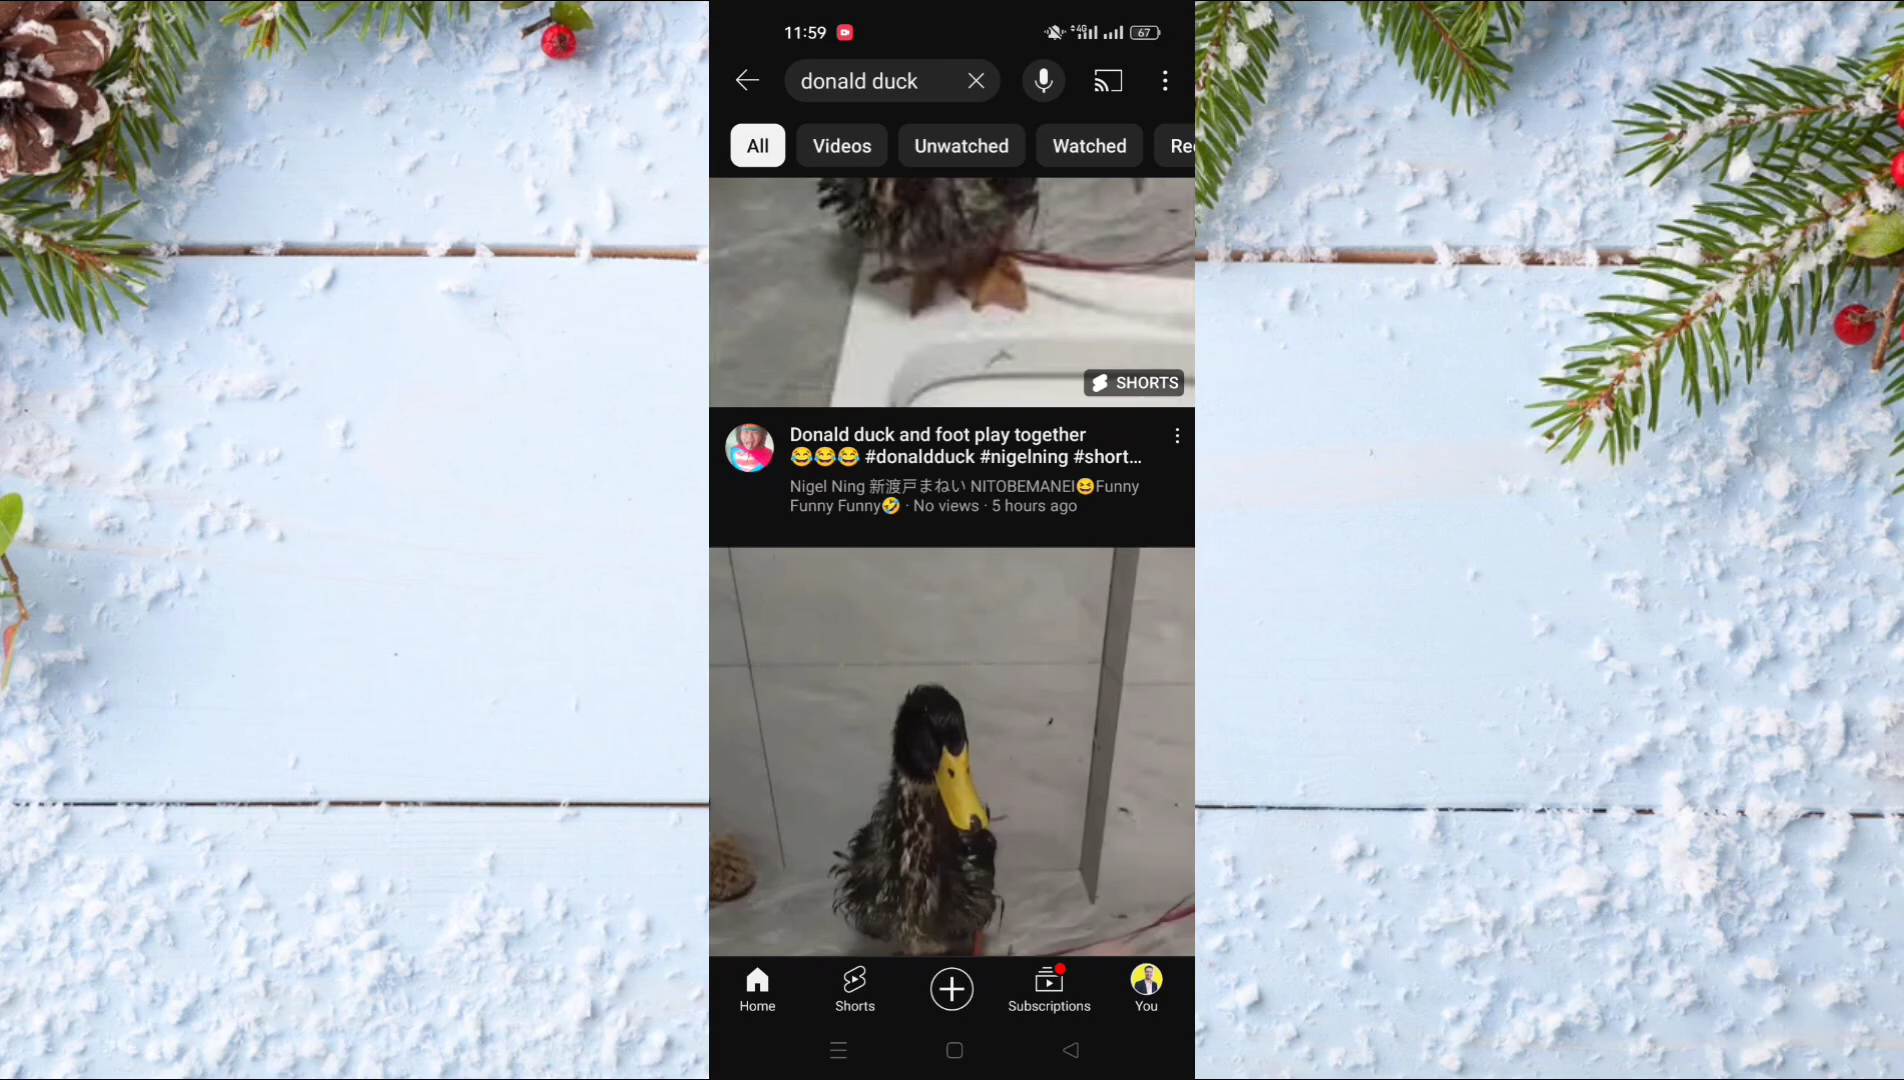 11:59
4G
67
donald duck
All
Videos
Unwatched
Watched
Re
SHORTS
Donald duck and foot play together
😂😂😂 #donaldduck #nigelning #short...
Nigel Ning 新渡戸まねい NITOBEMANEI😆Funny
Funny Funny🤣 · No views · 5 hours ago
Home
Shorts
Subscriptions
You